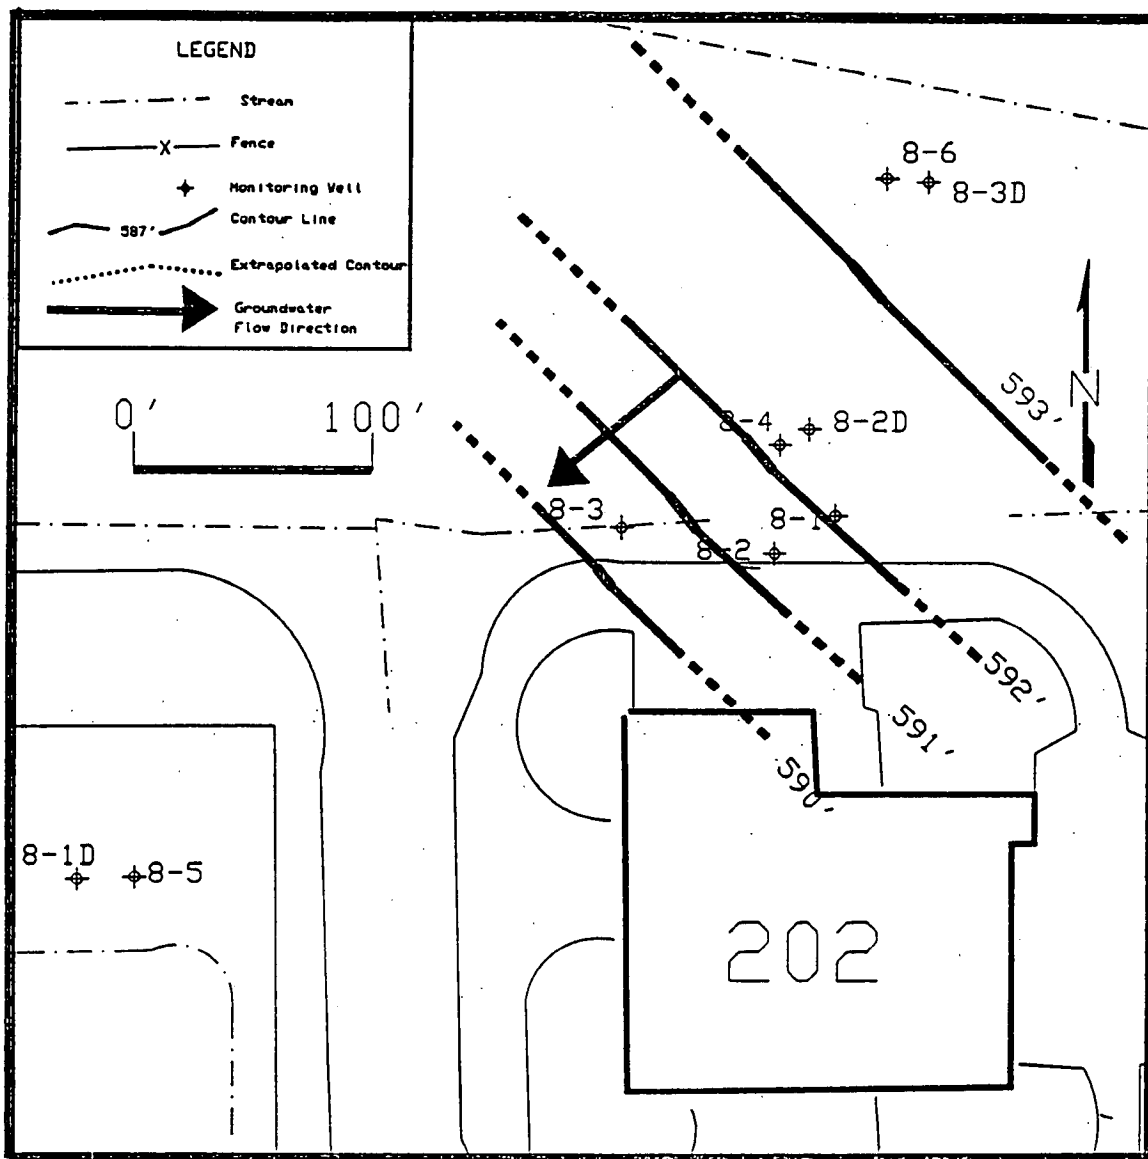 LEGEND
Stream
Fence
X
Monitoring Well
Contour Line
587'
Extrapolated Contour
Groundwater
Flow Direction
8-6
8-3D
N
593'
0' 100'
8-4 8-2D
8-3
8-1
8-2
592'
591'
590'
8-1D 8-5
202